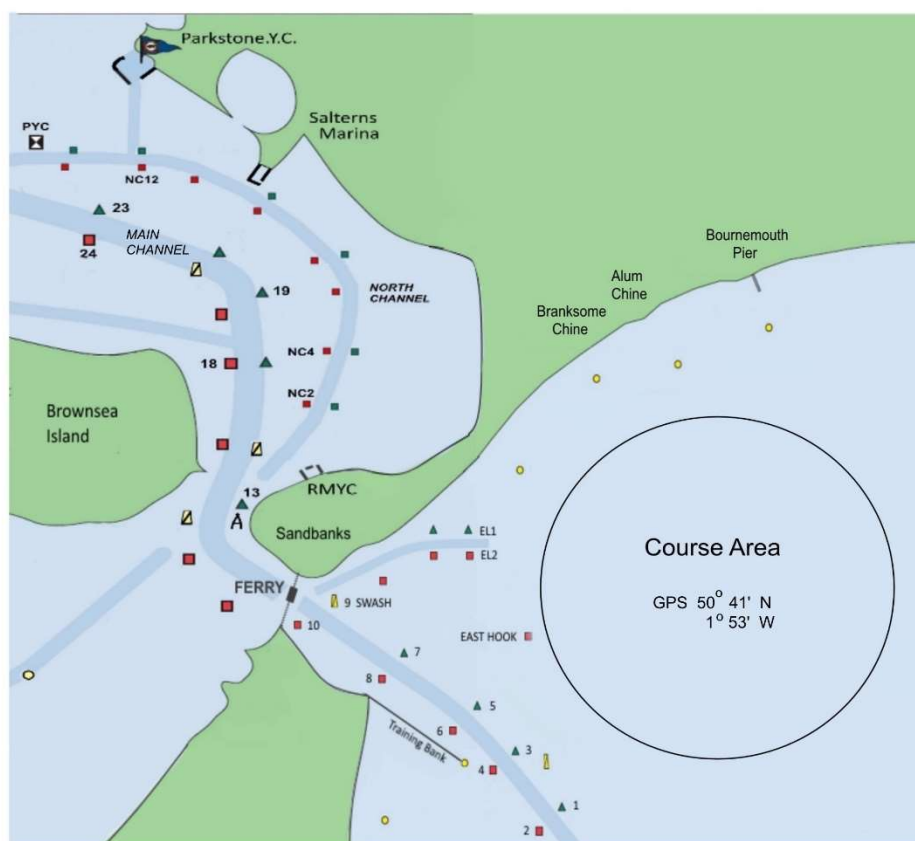 Parkstone.Y.C.
Salterns
Marina
PYC
NC12
23
MAIN
CHANNEL
24
19
NORTH
CHANNEL
Bournemouth
Pier
Alum
Chine
Branksome
Chine
18
NC4
NC2
Brownsea
Island
13
A
RMYC
Sandbanks
EL1
EL2
FERRY
9 SWASH
10
EAST HOOK
7
8
5
6
3
4
Training Bank
1
2
Course Area
GPS 50° 41' N
1° 53' W